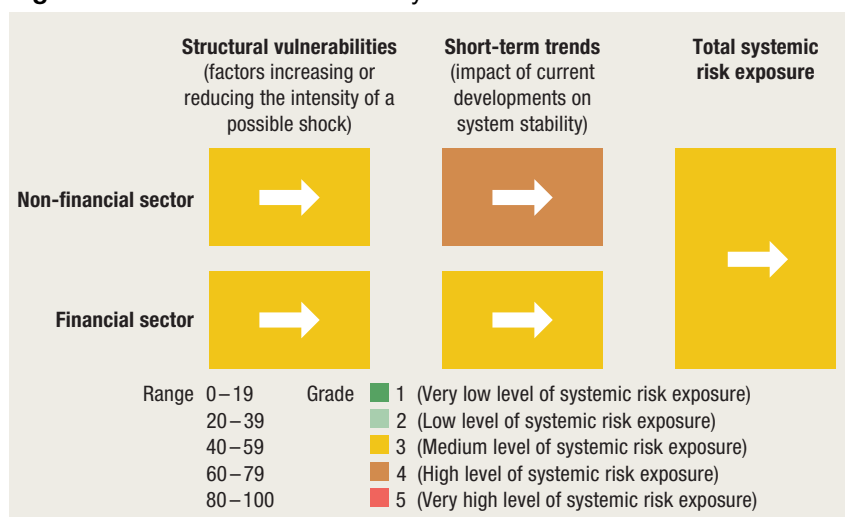 Structural vulnerabilities
(factors increasing or
reducing the intensity of a
possible shock)
Short-term trends
(impact of current
developments on
system stability)
Total systemic
risk exposure
Non-financial sector
Financial sector
Range 0–19 Grade 1 (Very low level of systemic risk exposure)
20–39 2 (Low level of systemic risk exposure)
40–59 3 (Medium level of systemic risk exposure)
60–79 4 (High level of systemic risk exposure)
80–100 5 (Very high level of systemic risk exposure)